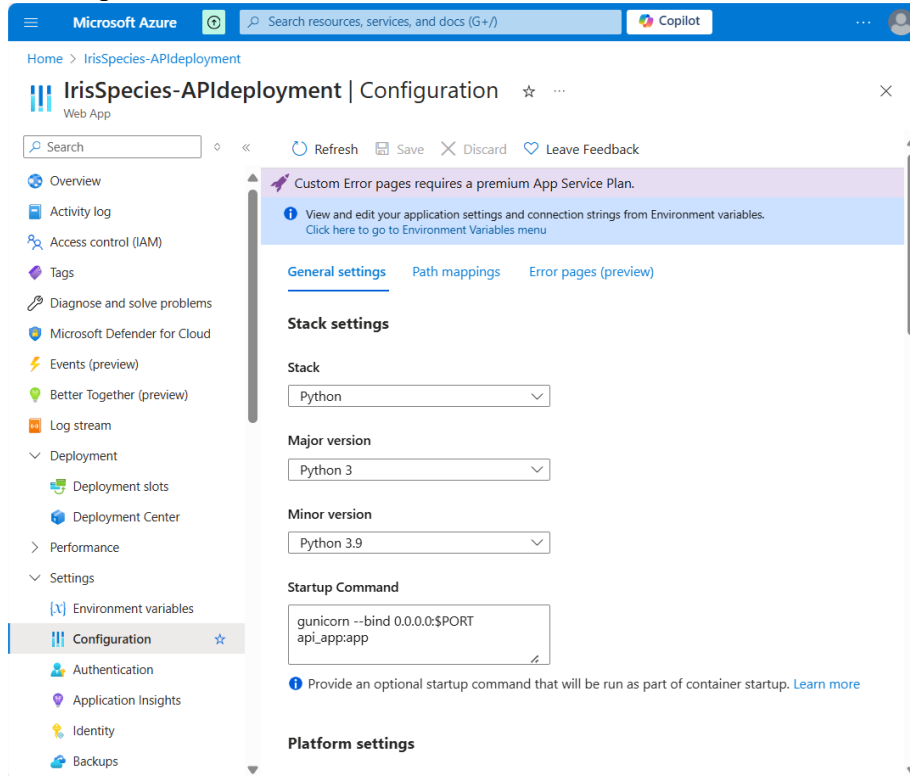 Microsoft Azure
Search resources, services, and docs (G+/)
Copilot
...
Home > IrisSpecies-APIdeployment
IrisSpecies-APIdeployment | Configuration
...
Web App
Search
Refresh
Save
Discard
Leave Feedback
Overview
Activity log
Access control (IAM)
Tags
Diagnose and solve problems
Microsoft Defender for Cloud
Events (preview)
Better Together (preview)
Log stream
Deployment
Deployment slots
Deployment Center
Performance
Settings
Environment variables
Configuration
Authentication
Application Insights
Identity
Backups
Custom Error pages requires a premium App Service Plan.
View and edit your application settings and connection strings from Environment variables.
Click here to go to Environment Variables menu
General settings
Path mappings
Error pages (preview)
Stack settings
Stack
Python
Major version
Python 3
Minor version
Python 3.9
Startup Command
gunicorn --bind 0.0.0.0:$PORT
api_app:app
Provide an optional startup command that will be run as part of container startup. Learn more
Platform settings